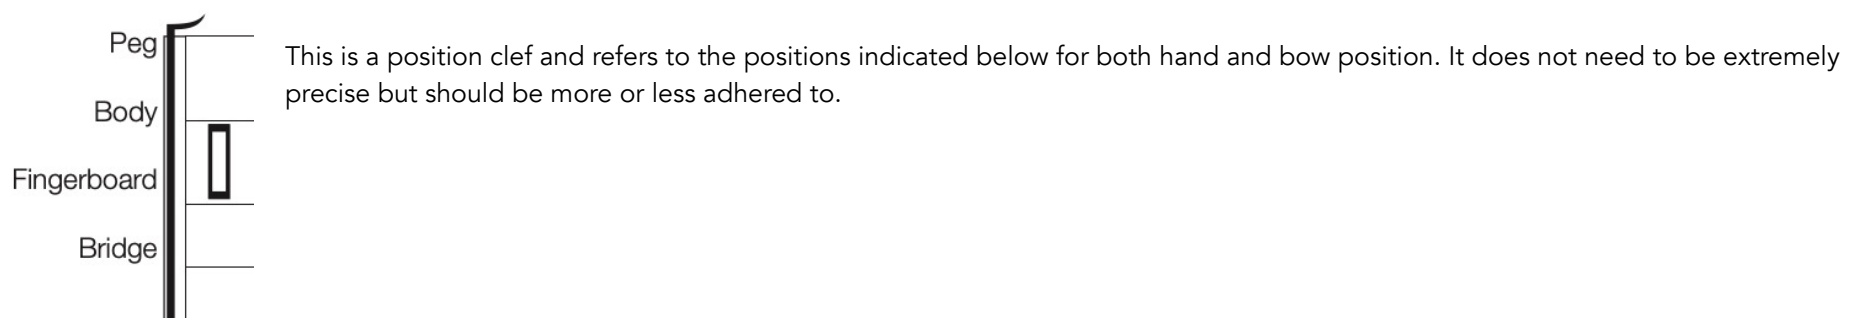 Peg
This is a position clef and refers to the positions indicated below for both hand and bow position. It does not need to be extremely
precise but should be more or less adhered to.
Body
Fingerboard
Bridge